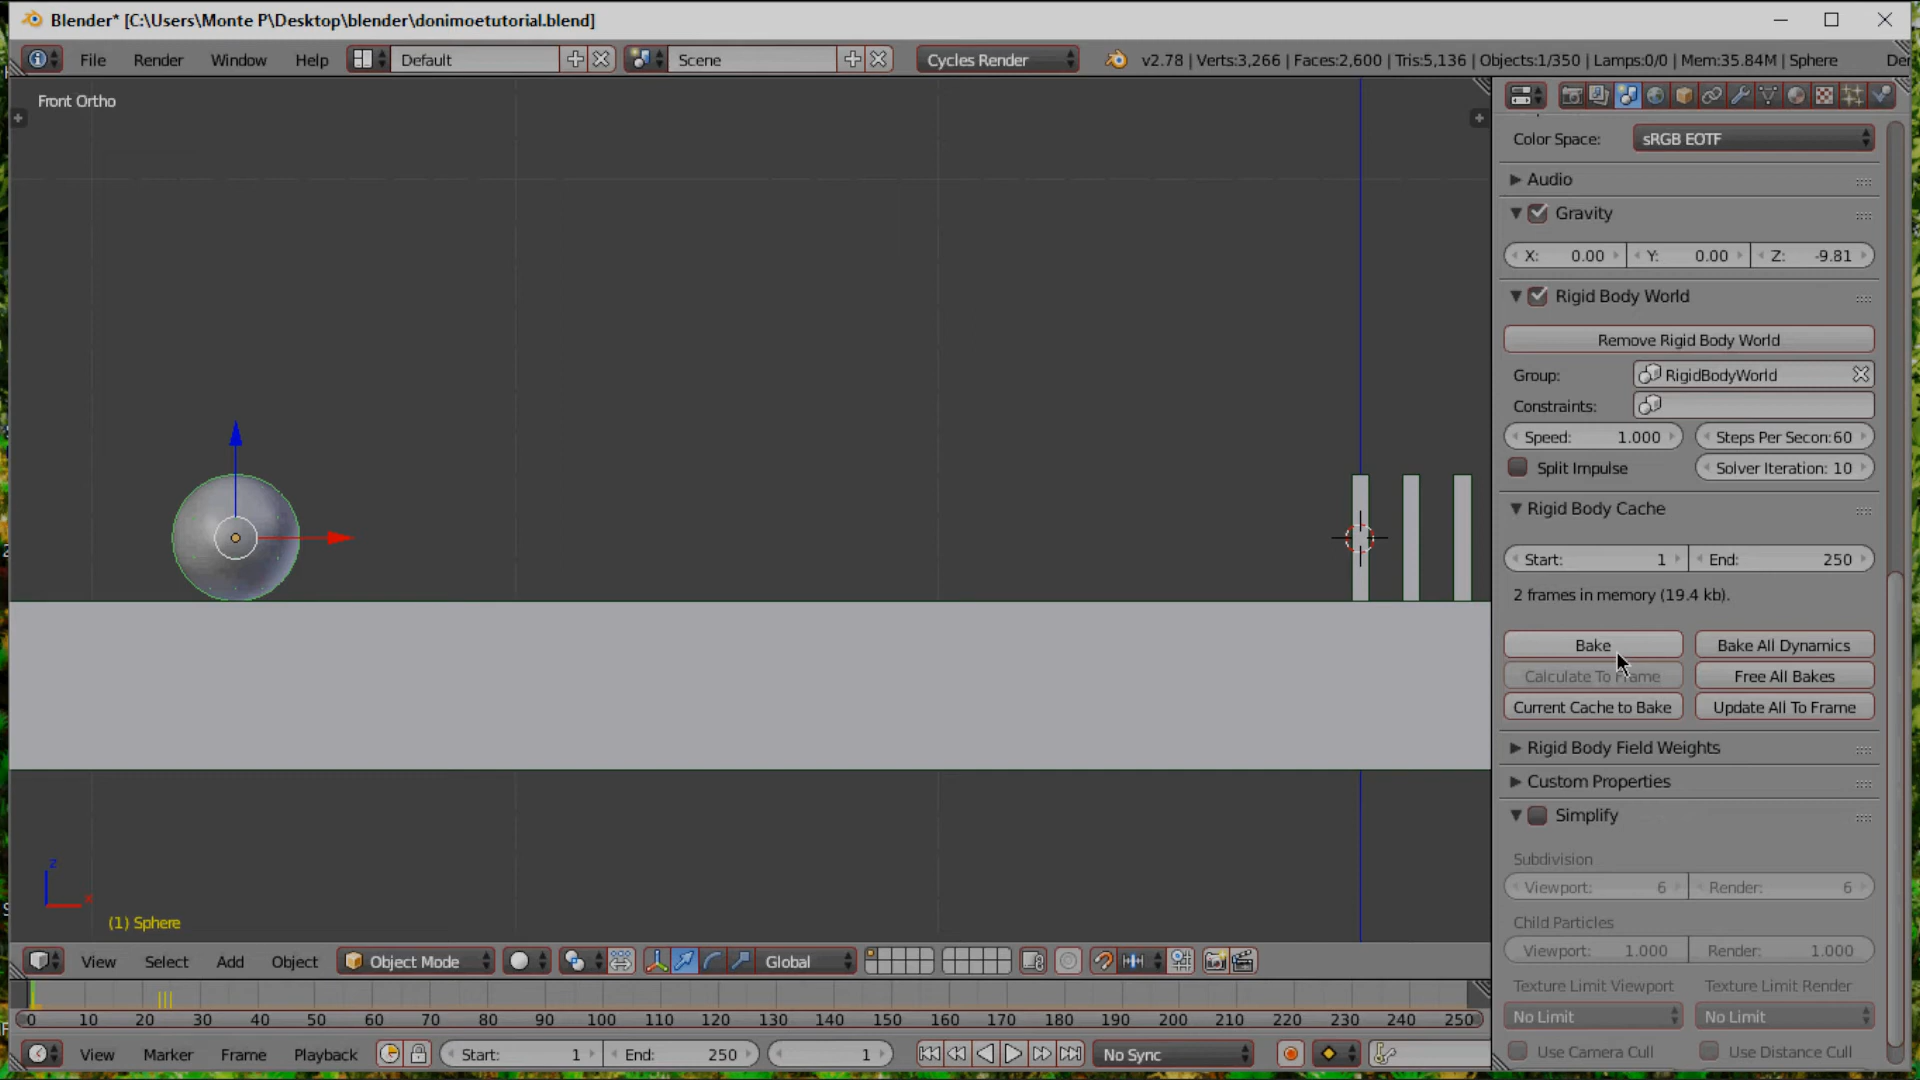 Blender* [C:\Users\Monte P\Desktop\blender\donimoetutorial.blend]
File Render Window Help Default Scene Cycles Render v2.78 | Verts:3,266 | Faces:2,600 | Tris:5,136 | Objects:1/350 | Lamps:0/0 | Mem:35.84M | Sphere
Front Ortho
Color Space: sRGB EOTF
Audio
Gravity
X: 0.00 Y: 0.00 Z: -9.81
Rigid Body World
Remove Rigid Body World
Group: RigidBodyWorld
Constraints:
Speed: 1.000 Steps Per Secon:60
Split Impulse Solver Iteration: 10
Rigid Body Cache
Start: 1 End: 250
2 frames in memory (19.4 kb).
Bake Bake All Dynamics
Calculate To Frame Free All Bakes
Current Cache to Bake Update All To Frame
Rigid Body Field Weights
Custom Properties
Simplify
Subdivision
Viewport: 6 Render: 6
Child Particles
Viewport: 1.000 Render: 1.000
Texture Limit Viewport Texture Limit Render
No Limit No Limit
Use Camera Cull Use Distance Cull
z
x
(1) Sphere
View Select Add Object Object Mode Global
0 10 20 30 40 50 60 70 80 90 100 110 120 130 140 150 160 170 180 190 200 210 220 230 240 250
View Marker Frame Playback Start: 1 End: 250 1 No Sync